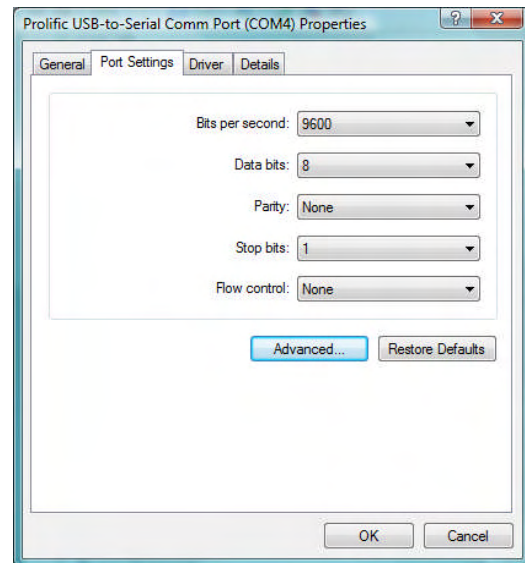 Prolific USB-to-Serial Comm Port (COM4) Properties
General Port Settings Driver Details
Bits per second: 9600
Data bits: 8
Parity: None
Stop bits: 1
Flow control: None
Advanced... Restore Defaults
OK Cancel